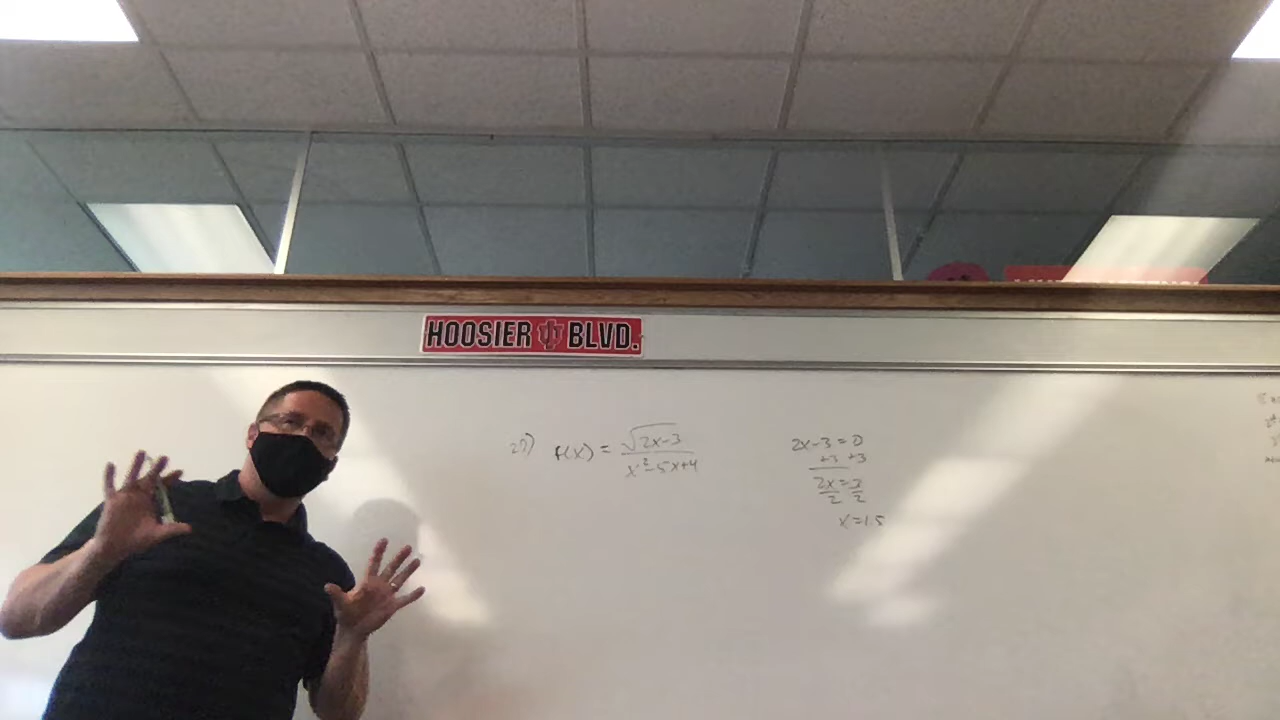 HOOSIER BLVD.
27) f(x) = √(2x-3) / (x²-5x+4)
2x-3=0
+3 +3
2x=3
2 2
x=1.5